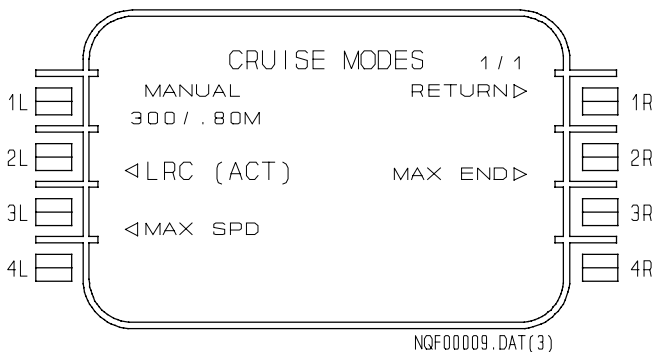 CRUISE MODES 1/1
MANUAL RETURN▷
1L 1R
300/.80M
2L ◁LRC (ACT) MAX END▷ 2R
3L ◁MAX SPD 3R
4L 4R
NQF00009.DAT(3)